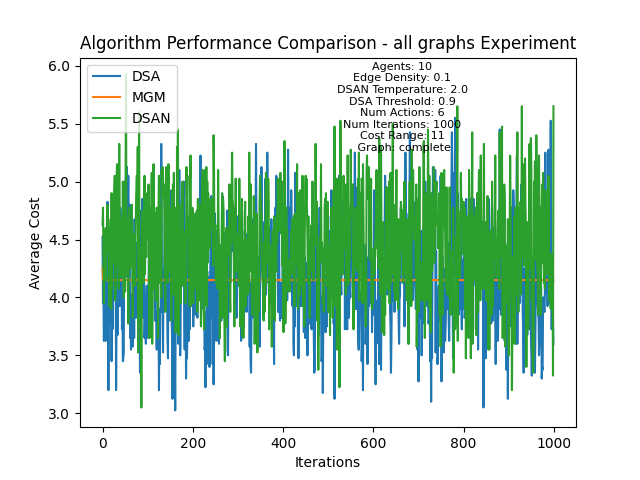 Algorithm Performance Comparison - all graphs Experiment
DSA
MGM
DSAN
Agents: 10
Edge Density: 0.1
DSAN Temperature: 2.0
DSA Threshold: 0.9
Num Actions: 6
Num Iterations: 1000
Cost Range: 11
Graph: complete
Average Cost
6.0
5.5
5.0
4.5
4.0
3.5
3.0
0
200
400
600
800
1000
Iterations